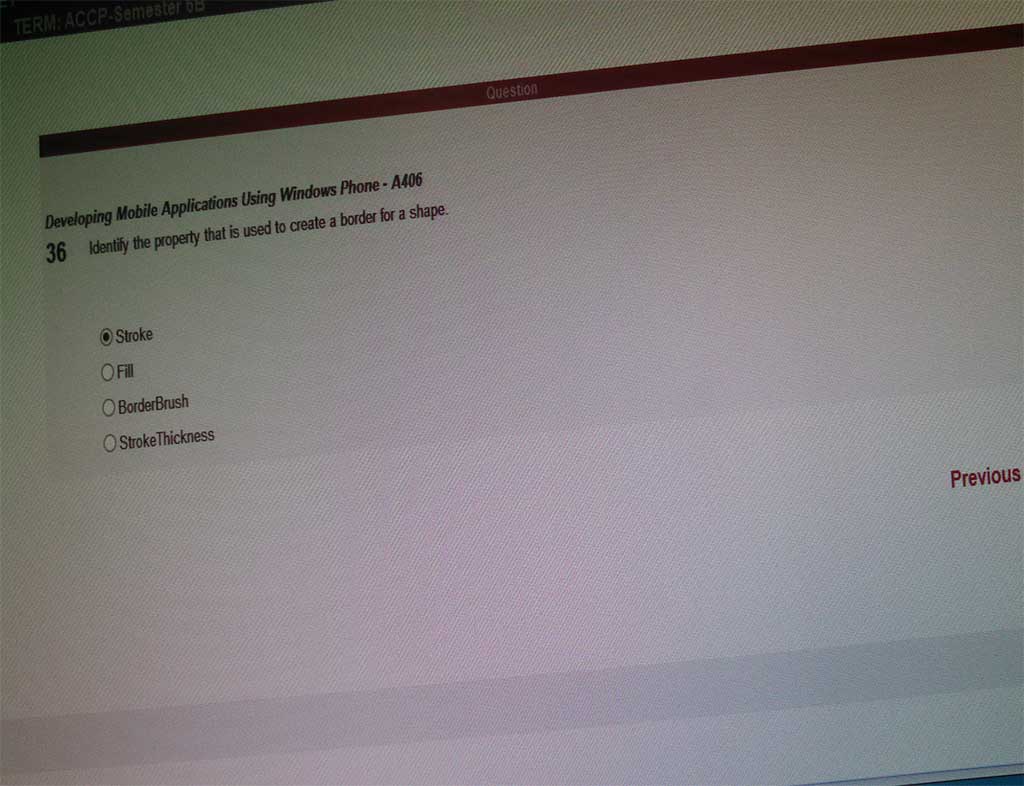 TERM: ACCP-Semester 6B
Question
Developing Mobile Applications Using Windows Phone - A406
36 Identify the property that is used to create a border for a shape.
Stroke
Fill
BorderBrush
StrokeThickness
Previous